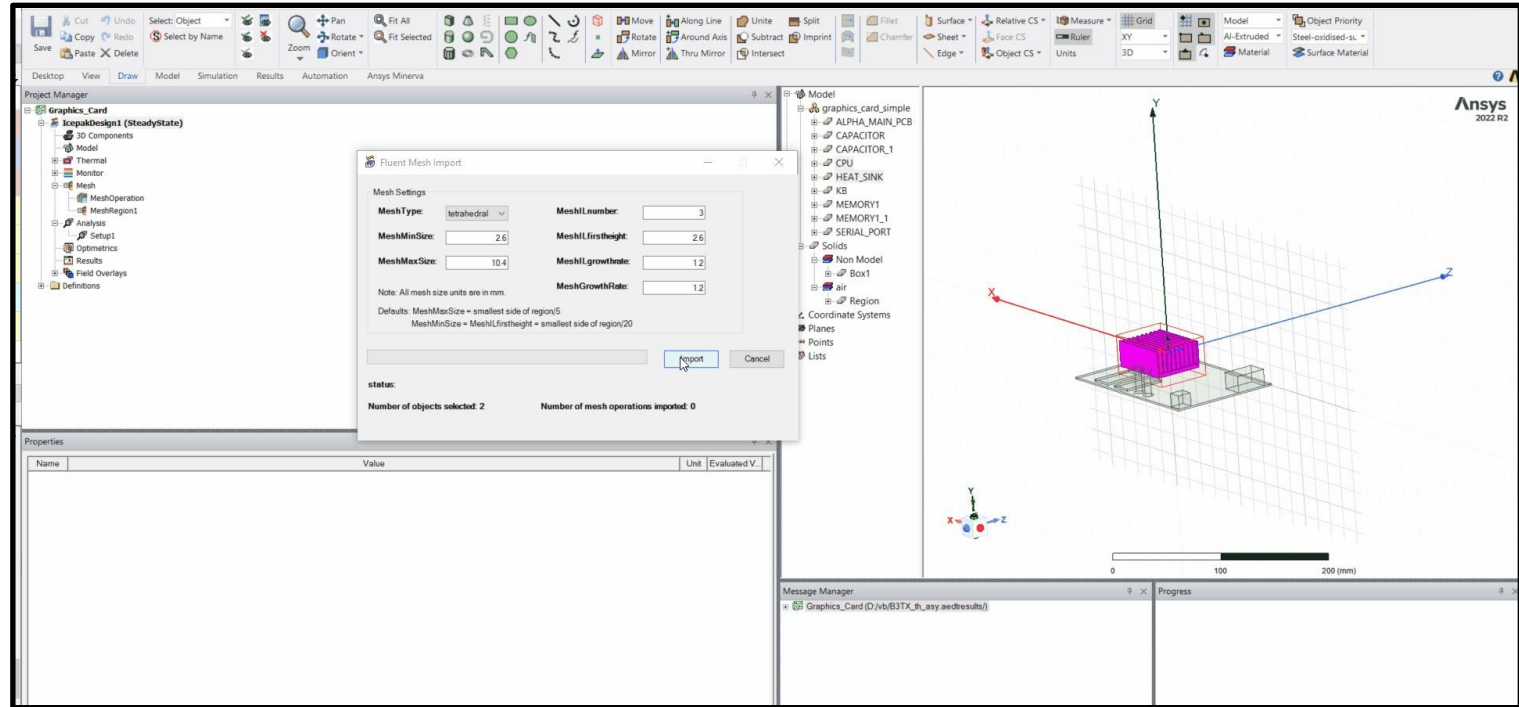 Save
Cut
Undo
Copy
Redo
Paste
Delete
Select: Object
Select by Name
Zoom
Pan
Rotate
Orient
Fit All
Fit Selected
Move
Along Line
Unite
Split
Fillet
Rotate
Around Axis
Subtract
Imprint
Chamfer
Mirror
Thru Mirror
Intersect
Surface
Relative CS
Measure
Grid
Model
Object Priority
Sheet
Face CS
Ruler
XY
Al-Extruded
Steel-oxidised-su
Edge
Object CS
Units
3D
Material
Surface Material
Desktop View Draw Model Simulation Results Automation Ansys Minerva
Project Manager
Graphics_Card
IcepakDesign1 (SteadyState)
3D Components
Model
Thermal
Monitor
Mesh
MeshOperation
MeshRegion1
Analysis
Setup1
Optimetrics
Results
Field Overlays
Definitions
Fluent Mesh Import
Mesh Settings
MeshType: tetrahedral MeshILnumber: 3
MeshMinSize: 2.6 MeshILfirstheight: 2.6
MeshMaxSize: 10.4 MeshILgrowthrate: 1.2
Note: All mesh size units are in mm. MeshGrowthRate: 1.2
Defaults: MeshMaxSize = smallest side of region/5
MeshMinSize = MeshILfirstheight = smallest side of region/20
Import Cancel
status:
Number of objects selected: 2 Number of mesh operations imported: 0
Properties
Name Value Unit Evaluated V...
Model
graphics_card_simple
ALPHA_MAIN_PCB
CAPACITOR
CAPACITOR_1
CPU
HEAT_SINK
KB
MEMORY1
MEMORY1_1
SERIAL_PORT
Solids
Non Model
Box1
air
Region
Coordinate Systems
Planes
Points
Lists
Ansys
2022 R2
Y
X
Z
Y
X
Z
0 100 200 (mm)
Message Manager
Graphics_Card (D:/vb/B3TX_th_asy.aedtresults/)
Progress